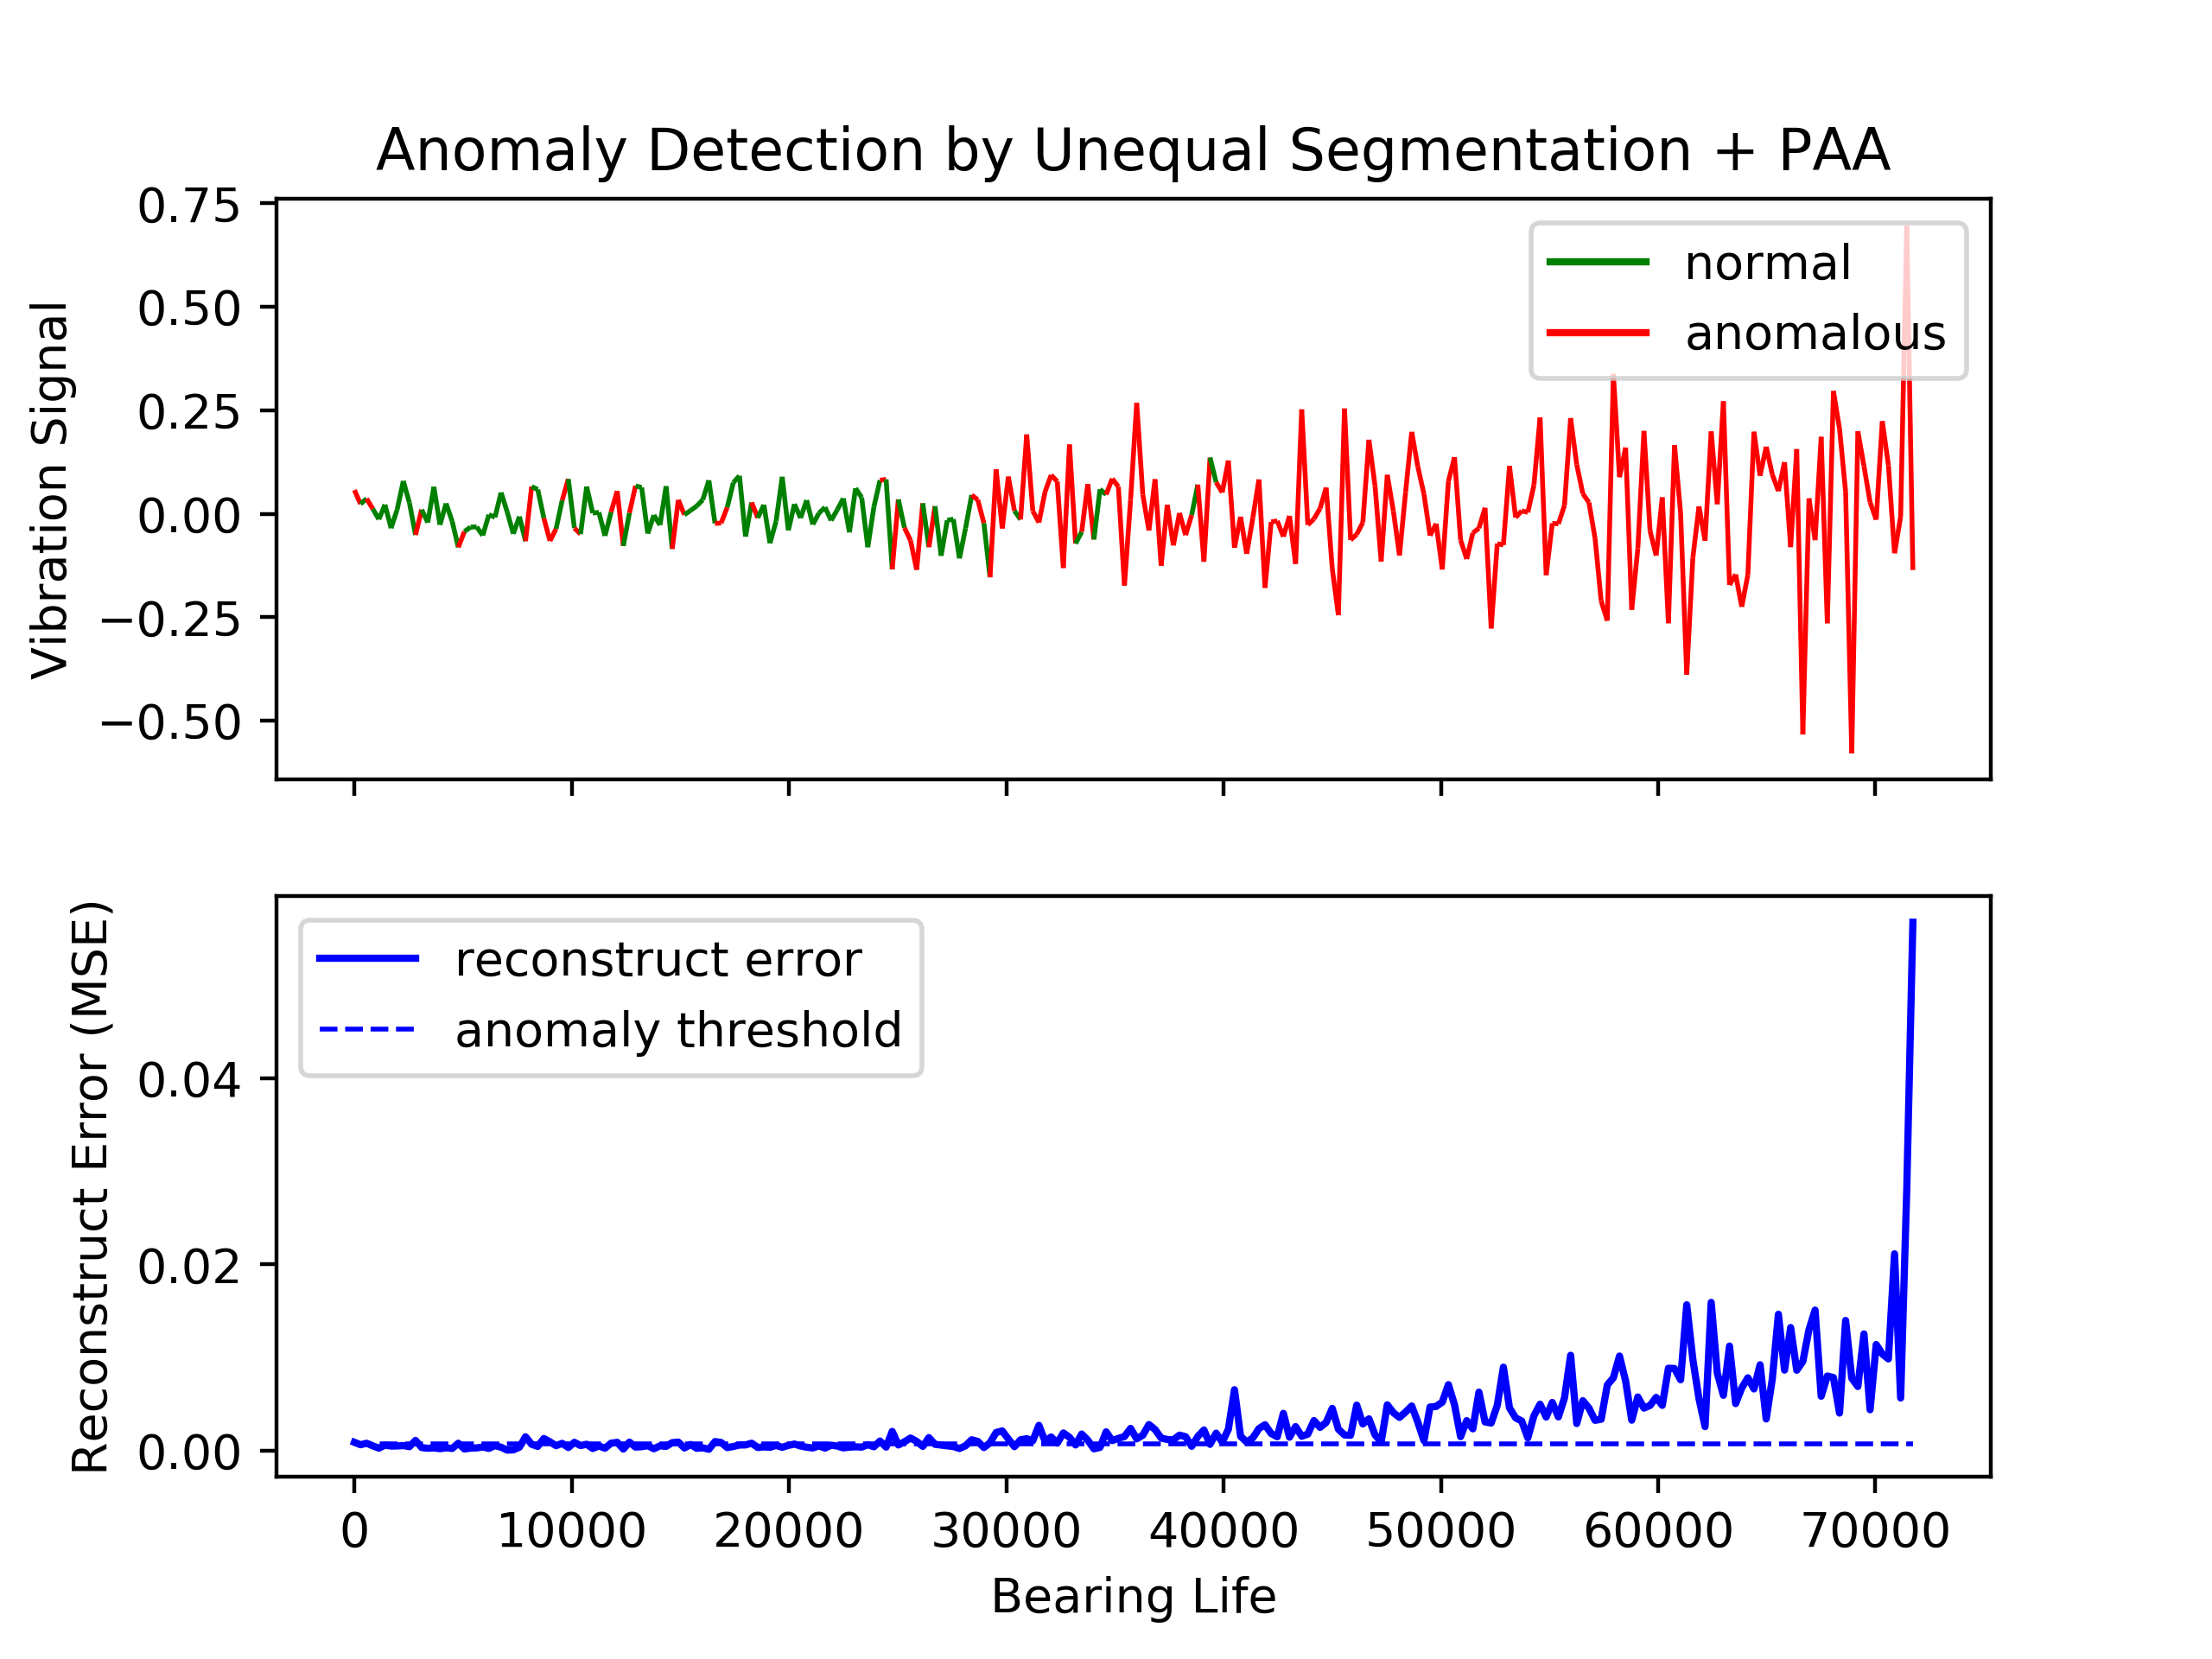 Anomaly Detection by Unequal Segmentation + PAA
Vibration Signal
0.75
0.50
0.25
0.00
−0.25
−0.50
normal
anomalous
Reconstruct Error (MSE)
0.04
0.02
0.00
reconstruct error
anomaly threshold
0 10000 20000 30000 40000 50000 60000 70000
Bearing Life